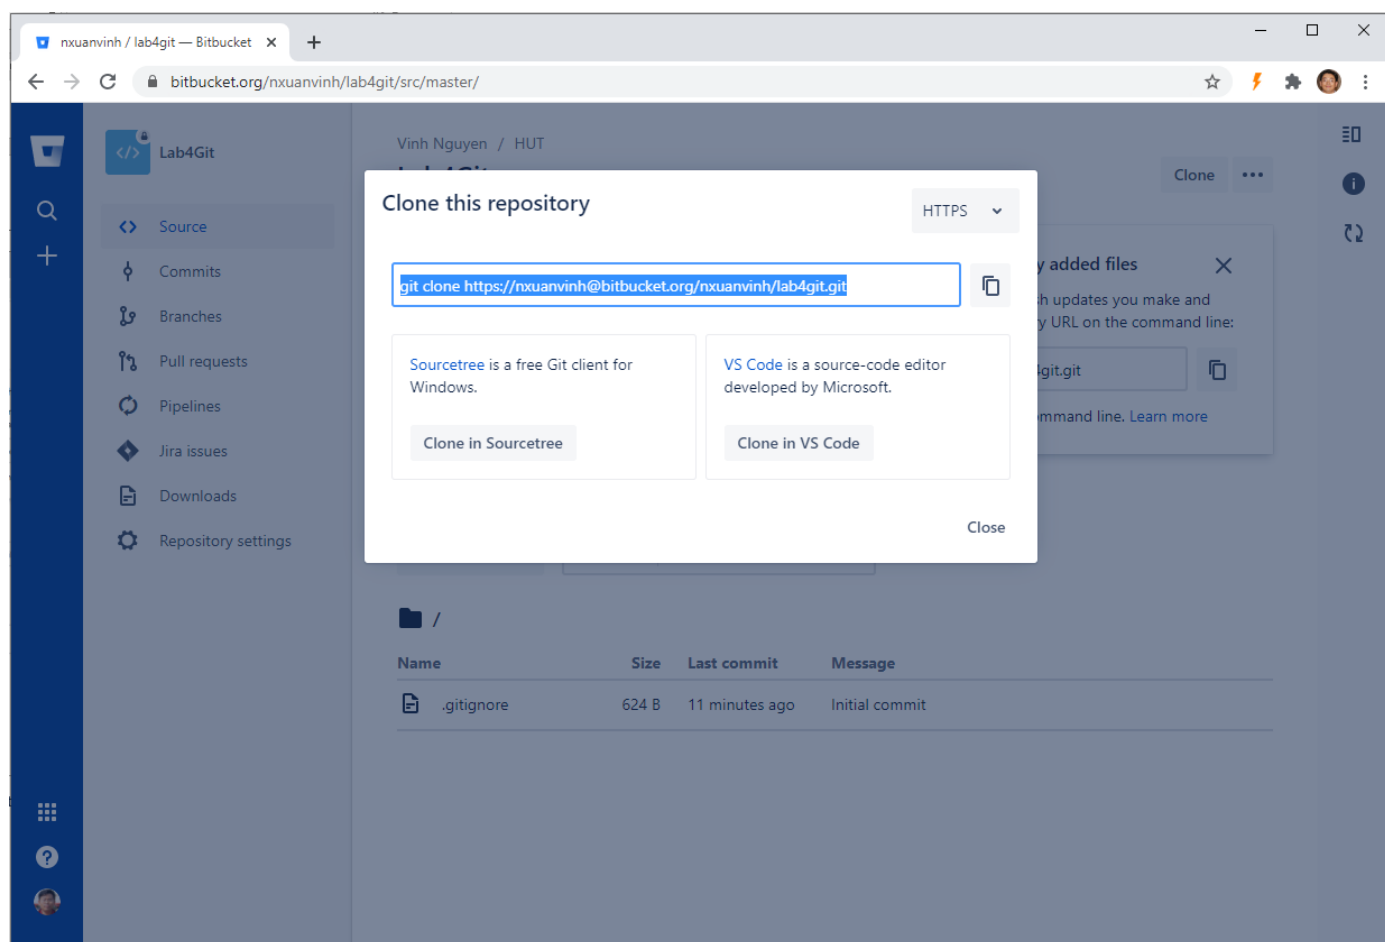 nxuanvinh / lab4git — Bitbucket
bitbucket.org/nxuanvinh/lab4git/src/master/
Lab4Git
Source
Commits
Branches
Pull requests
Pipelines
Jira issues
Downloads
Repository settings
Vinh Nguyen / HUT
Clone
Clone this repository
HTTPS
git clone https://nxuanvinh@bitbucket.org/nxuanvinh/lab4git.git
Sourcetree is a free Git client for
Windows.
Clone in Sourcetree
VS Code is a source-code editor
developed by Microsoft.
Clone in VS Code
Close
added files
updates you make and
URL on the command line:
4git.git
command line. Learn more
/
Name Size Last commit Message
.gitignore 624 B 11 minutes ago Initial commit